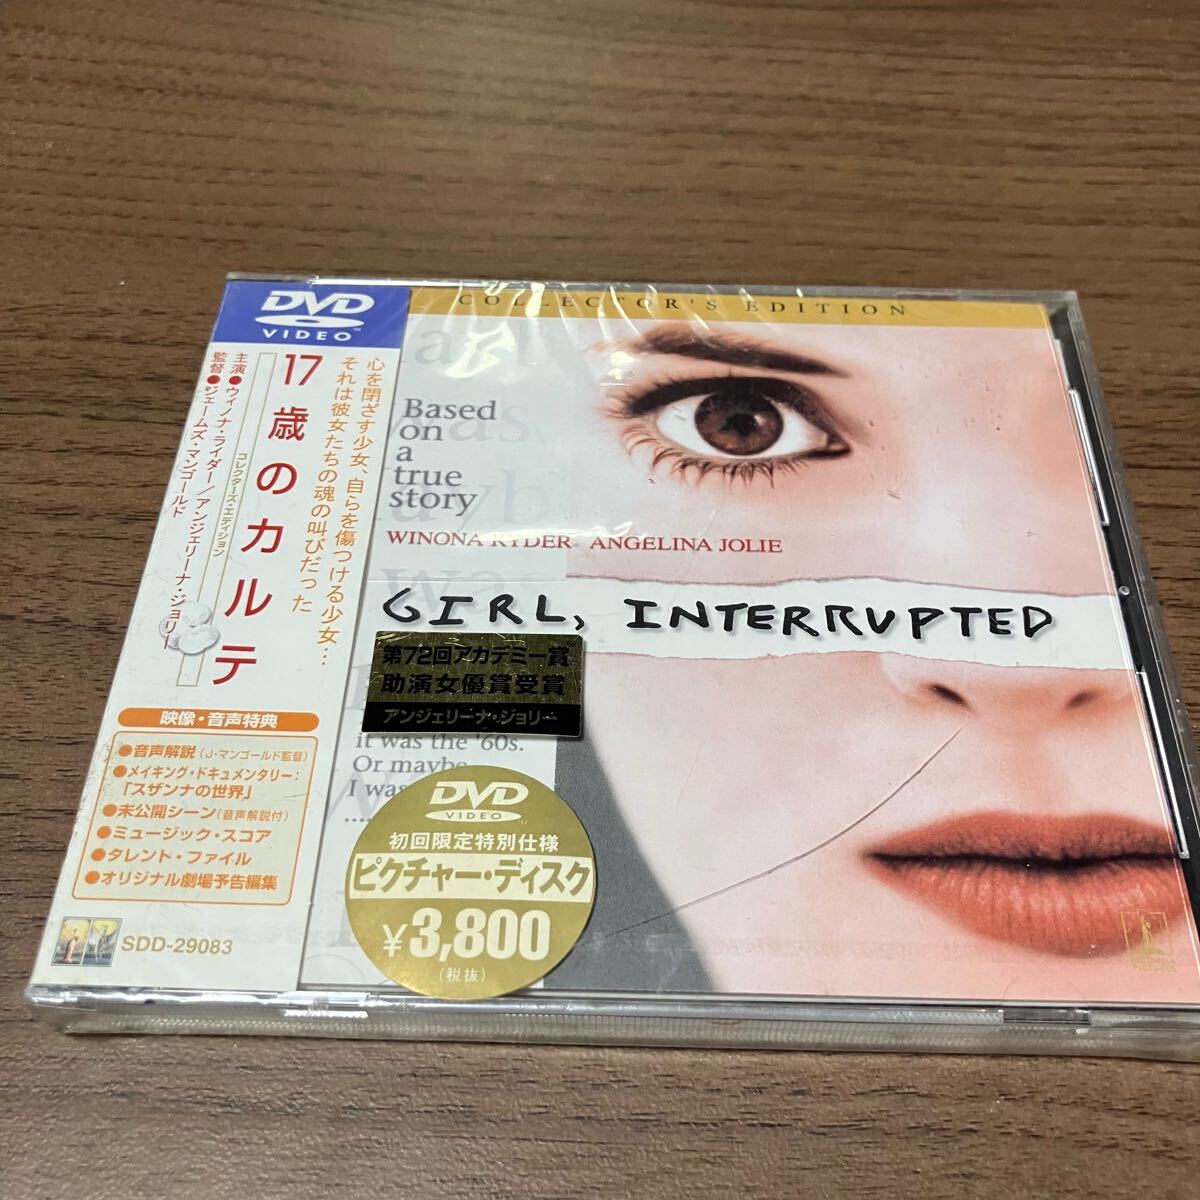 DVD
VIDEO
心を閉ざす少女、自らを傷つける少女…
それは彼女たちの魂の叫びだった
17歳のカルテ
コレクターズ・エディション
主演●ウィノナ・ライダー/アンジェリーナ・ジョリー
監督●ジェームズ・マンゴールド
映像・音声特典
●音声解説(J・マンゴールド監督)
●メイキング・ドキュメンタリー:
「スザンナの世界」
●未公開シーン(音声解説付)
●ミュージック・スコア
●タレント・ファイル
●オリジナル劇場予告編集
SDD-29083
COLLECTOR'S EDITION
Based
on
a
true
story
WINONA RYDER ANGELINA JOLIE
GIRL, INTERRUPTED
第72回アカデミー賞
助演女優賞受賞
アンジェリーナ・ジョリー
it was the '60s.
Or maybe
I was
DVD
VIDEO
初回限定特別仕様
ピクチャー・ディスク
¥3,800
(税抜)